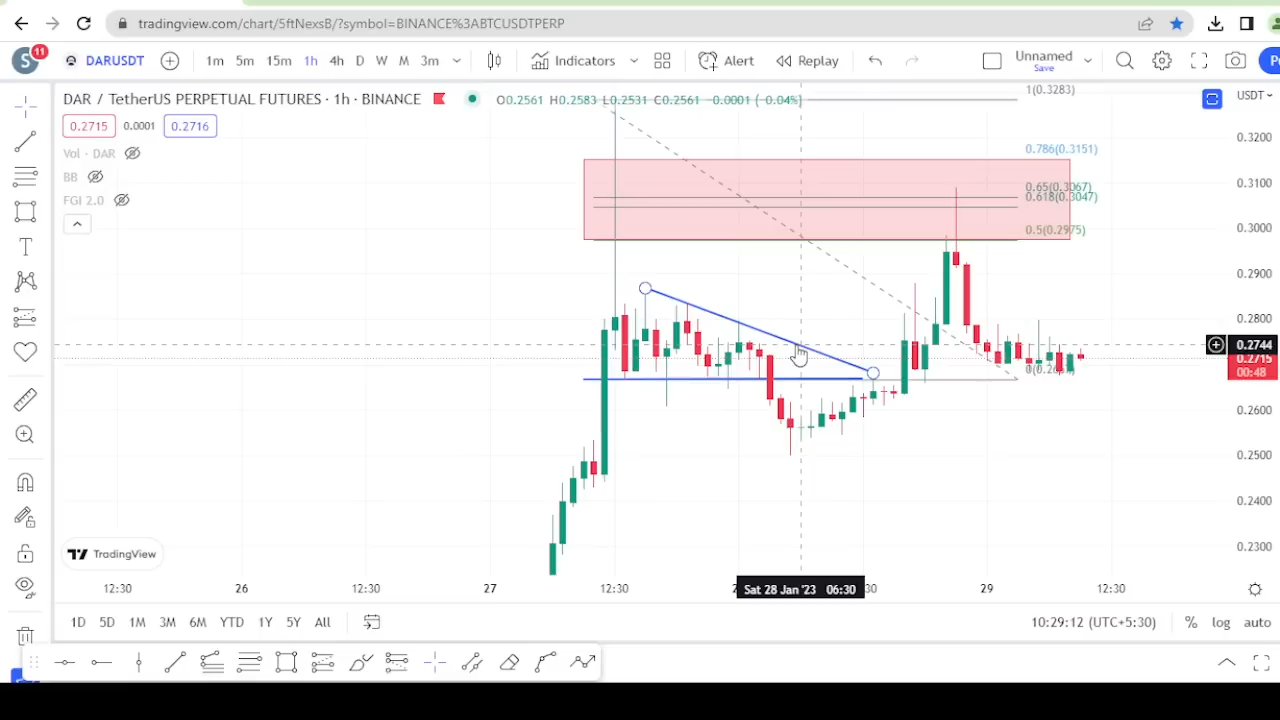 tradingview.com/chart/5ftNexsB/?symbol=BINANCE%3ABTCUSDTPERP
S 11 DARUSDT 1m 5m 15m 1h 4h D W M 3m Indicators Alert Replay Unnamed
Save
DAR / TetherUS PERPETUAL FUTURES · 1h · BINANCE O0.2561 H0.2583 L0.2531 C0.2561 −0.0001 (−0.04%) 1(0.3283) USDT
0.2715 0.0001 0.2716
Vol · DAR
BB
FGI 2.0
0.786(0.3151)
0.65(0.3067)
0.618(0.3047)
0.5(0.2975)
0.3200
0.3100
0.3000
0.2900
0.2800
0.2744
0.2715
00:48
0.2600
0.2500
0.2400
0.2300
TradingView
12:30 26 12:30 27 12:30 Sat 28 Jan '23 06:30 29 12:30
1D 5D 1M 3M 6M YTD 1Y 5Y All 10:29:12 (UTC+5:30) % log auto